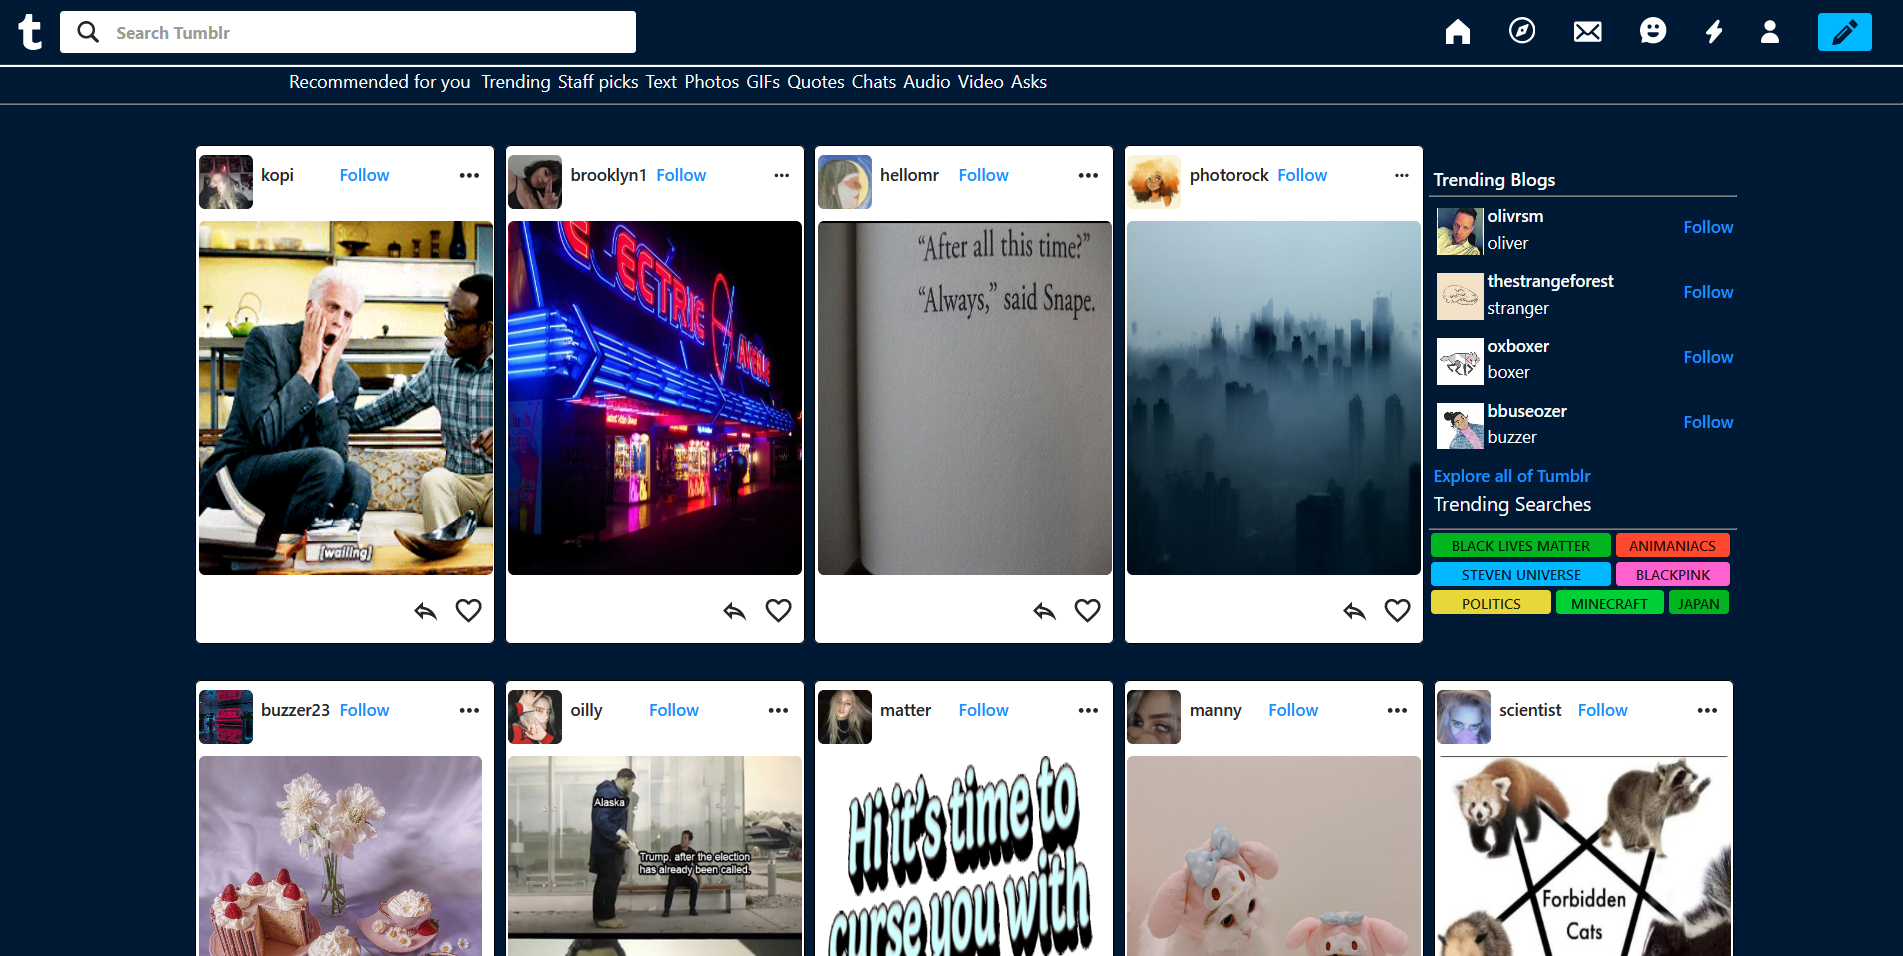 t
Search Tumblr
Recommended for you Trending Staff picks Text Photos GIFs Quotes Chats Audio Video Asks
kopi Follow
[wailing]
brooklyn1 Follow
ELECTRIC
AVENUE
hellomr Follow
“After all this time?”
“Always,” said Snape.
photorock Follow
Trending Blogs
olivrsm
oliver
Follow
thestrangeforest
stranger
Follow
oxboxer
boxer
Follow
bbuseozer
buzzer
Follow
Explore all of Tumblr
Trending Searches
BLACK LIVES MATTER ANIMANIACS
STEVEN UNIVERSE BLACKPINK
POLITICS MINECRAFT JAPAN
buzzer23 Follow
oilly Follow
Alaska
Trump, after the election
has already been called.
matter Follow
Hi it's time to
curse you with
manny Follow
scientist Follow
Forbidden
Cats